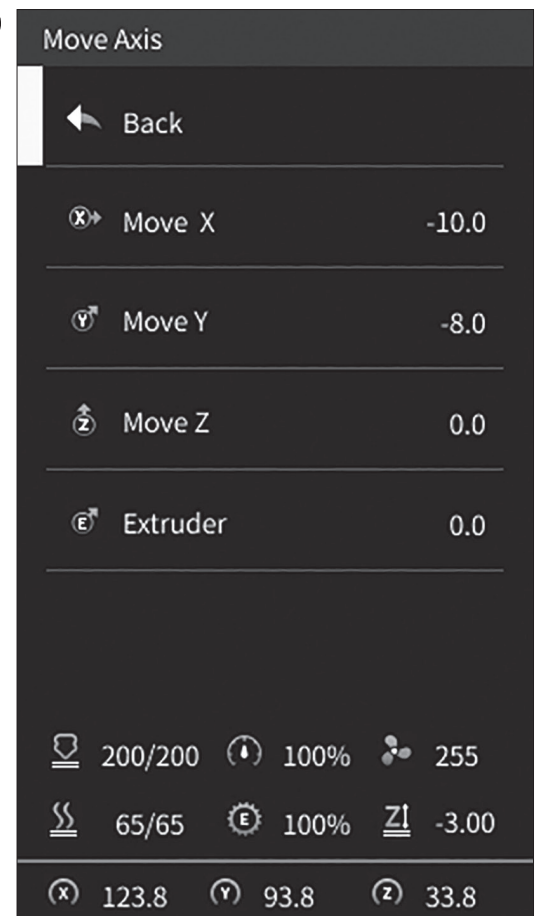 )
Move Axis
Back
X Move X -10.0
Y Move Y -8.0
Z Move Z 0.0
E Extruder 0.0
200/200 100% 255
65/65 E 100% Z -3.00
X 123.8 Y 93.8 Z 33.8